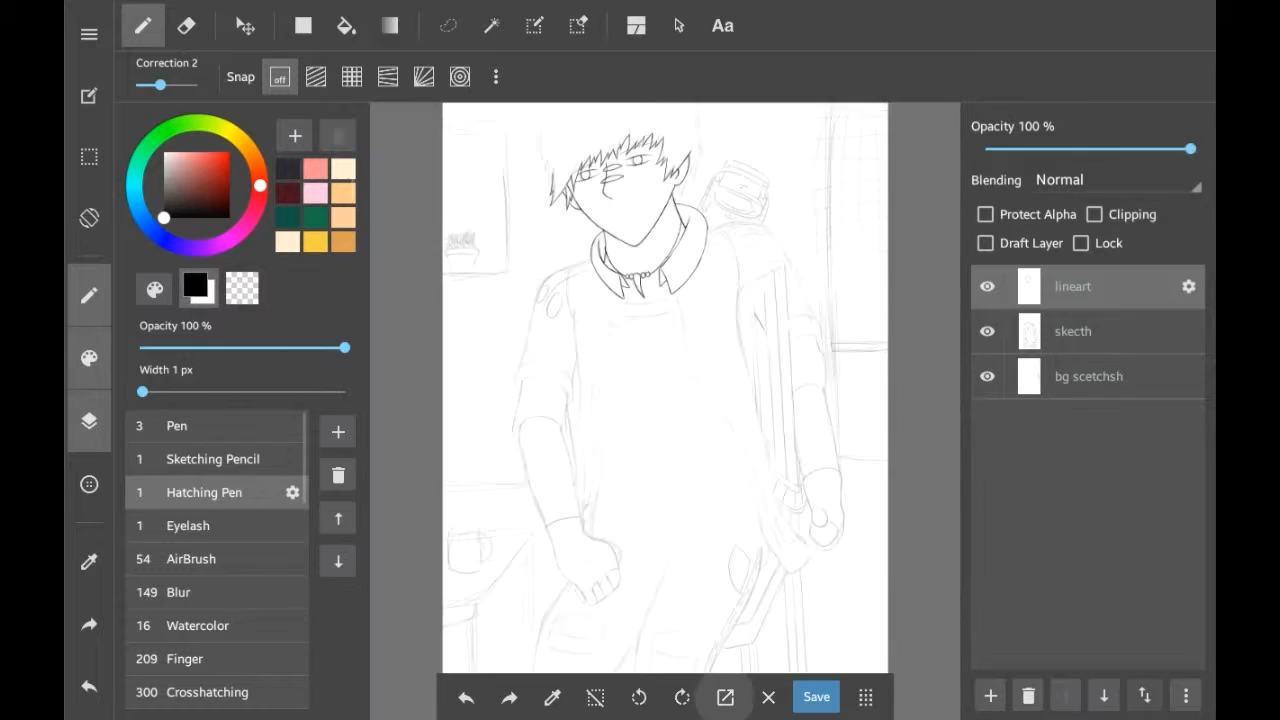 Aa
Correction 2
Snap
off
Opacity 100 %
Width 1 px
3 Pen
1 Sketching Pencil
1 Hatching Pen
1 Eyelash
54 AirBrush
149 Blur
16 Watercolor
209 Finger
300 Crosshatching
Save
Opacity 100 %
Blending Normal
Protect Alpha Clipping
Draft Layer Lock
lineart
skecth
bg scetchsh